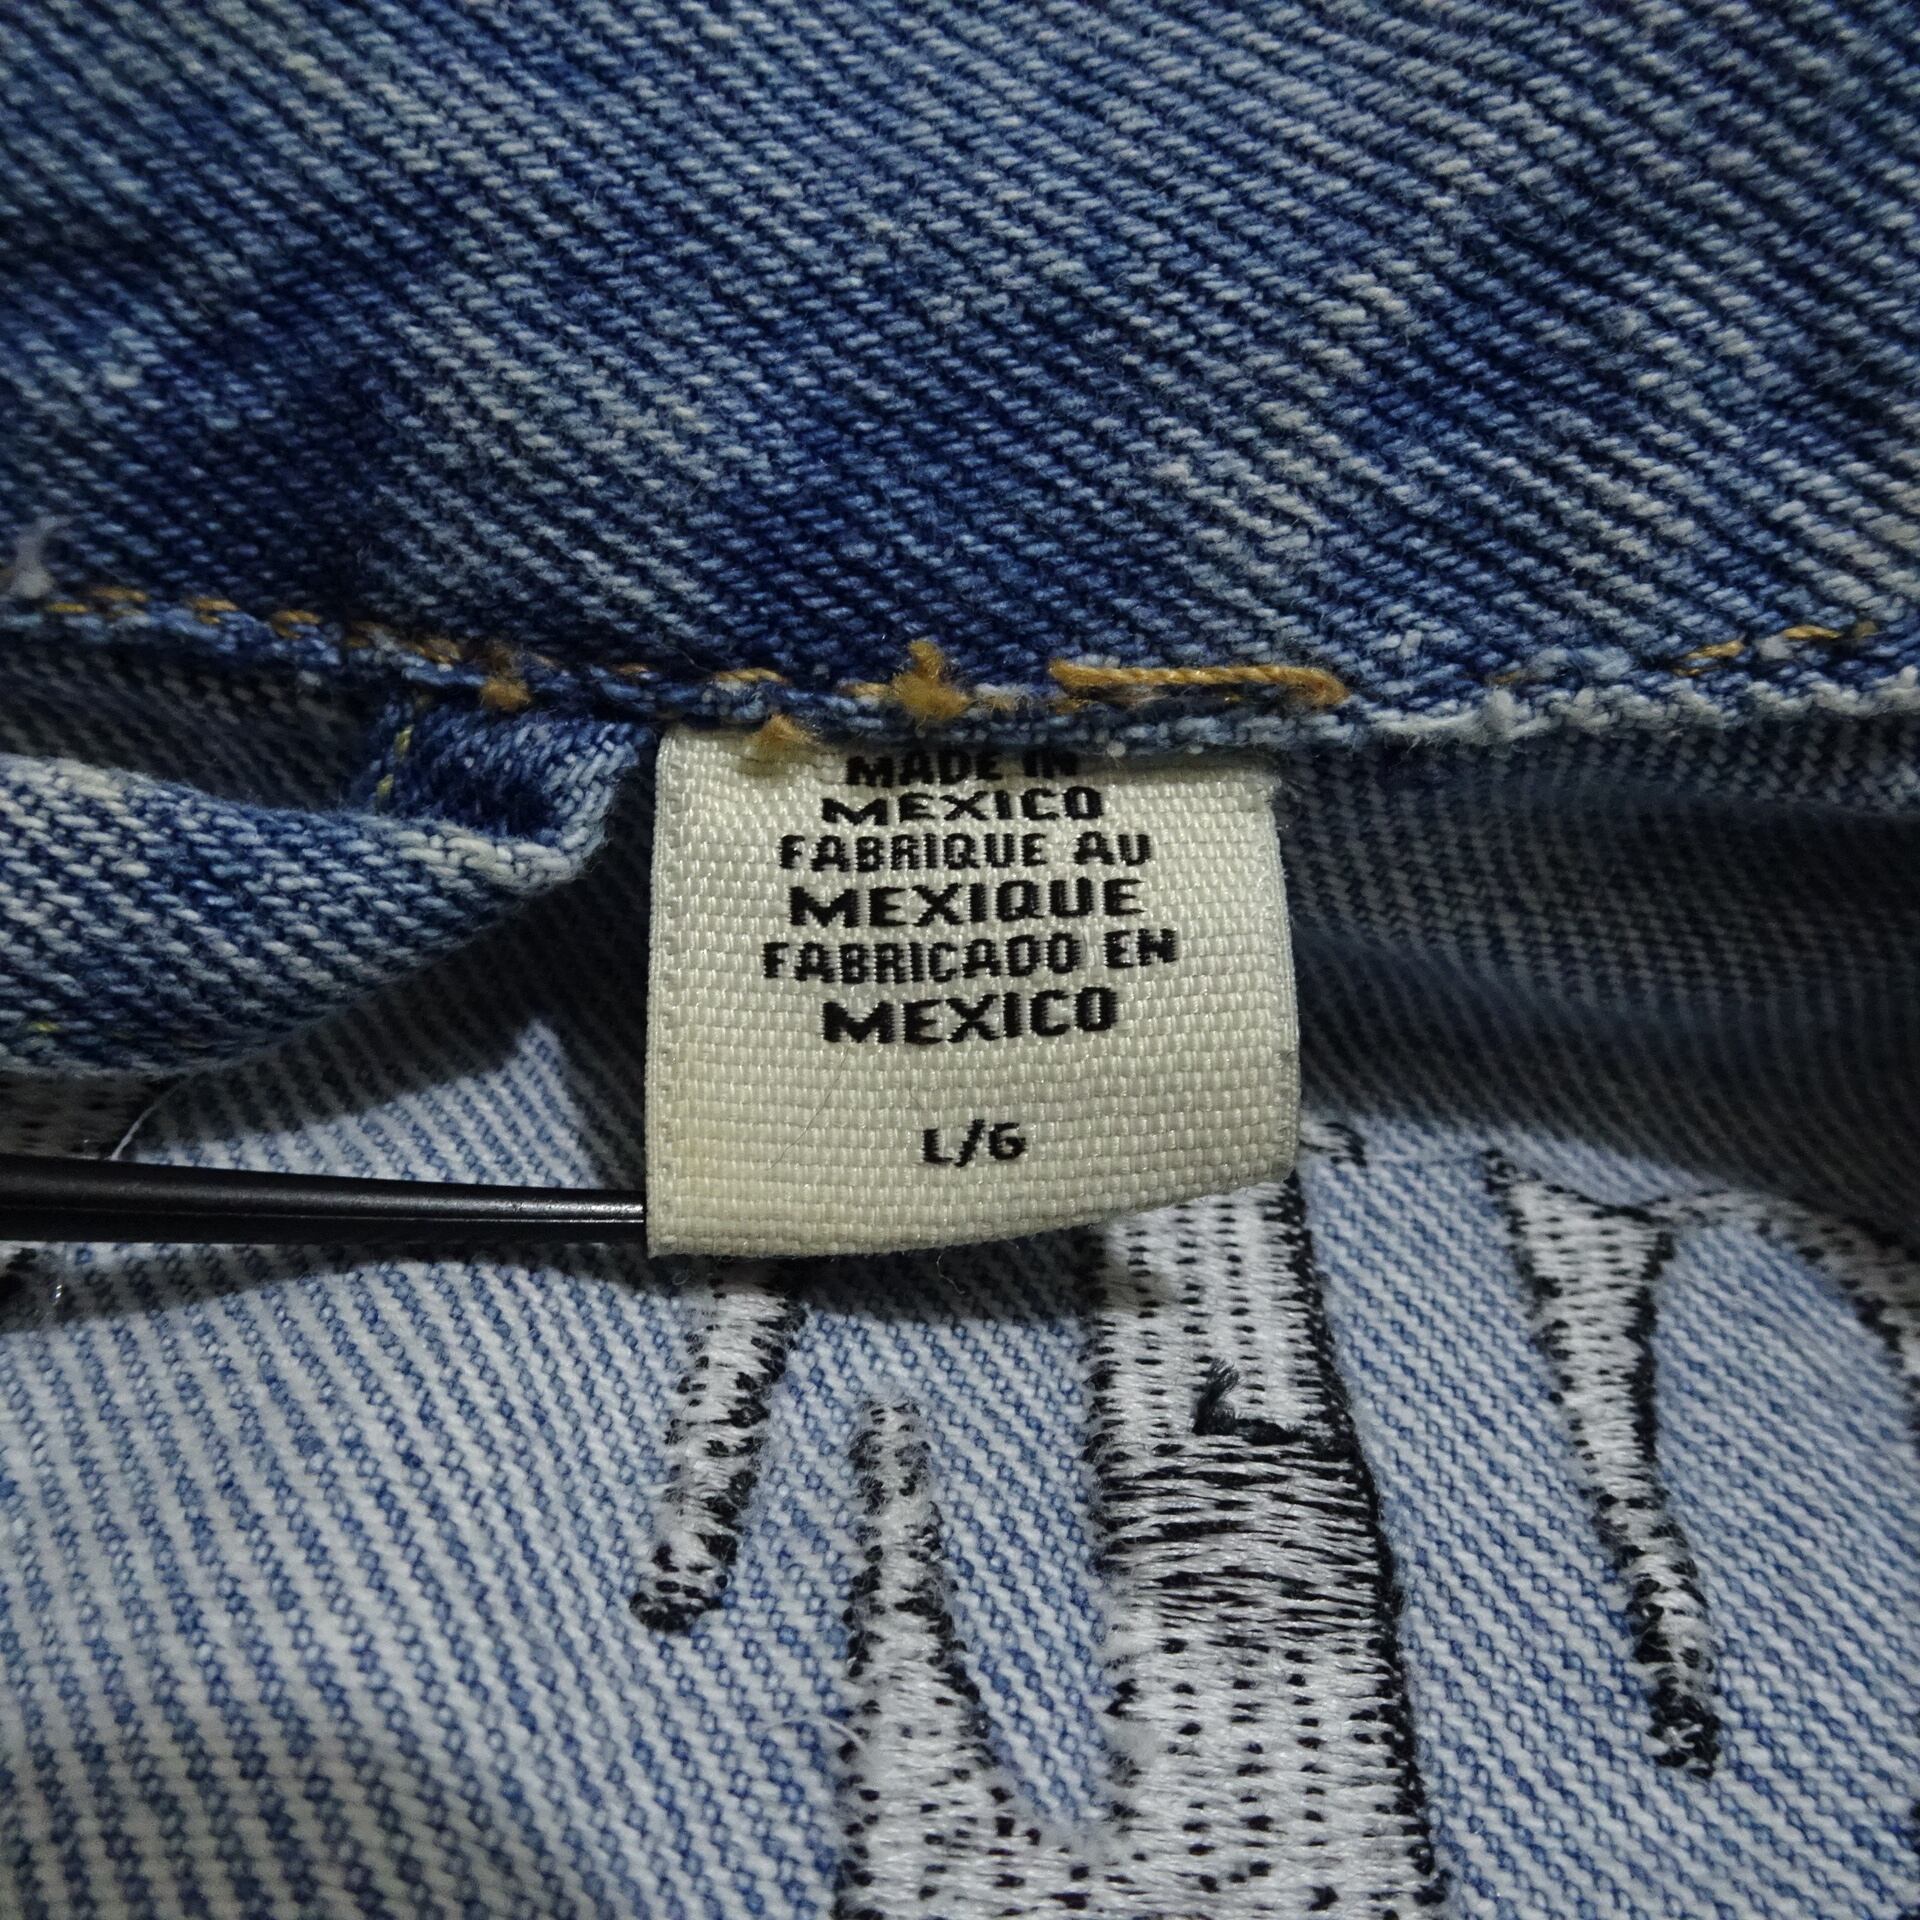 MADE IN
MEXICO
FABRIQUE AU
MEXIQUE
FABRICADO EN
MEXICO
L/G